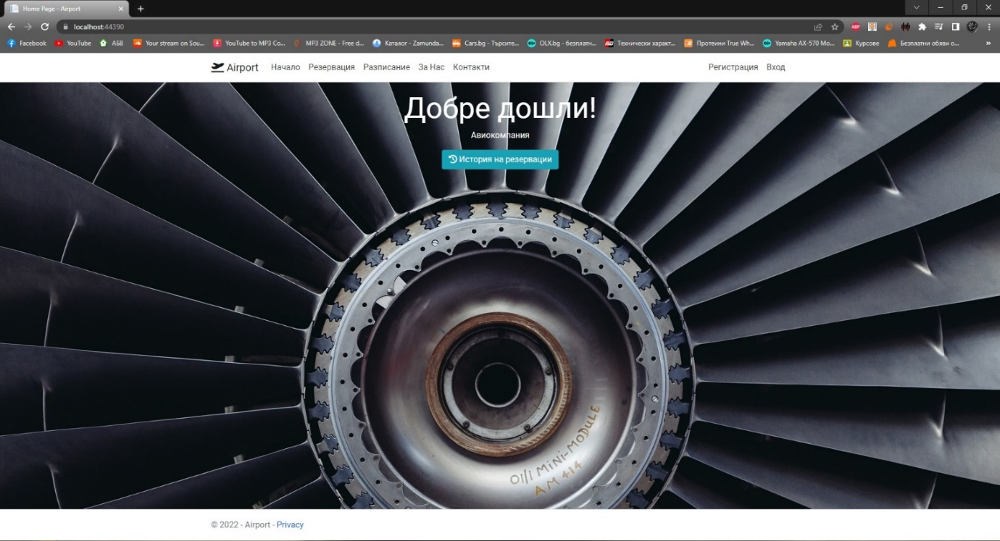 Home Page - Airport
localhost:44390
Facebook
YouTube
АБВ
Your stream on Sou...
YouTube to MP3 Co...
MP3 ZONE - Free d...
Каталог - Zamunda...
Cars.bg - Търсите...
OLX.bg - безплатн...
Технически характ...
Протеини True Wh...
Yamaha AX-570 Mo...
Курсове
Безплатни обяви о...
»
ABP
Airport
Начало
Резервация
Разписание
За Нас
Контакти
Регистрация
Вход
Добре дошли!
Авиокомпания
История на резервации
01/1 MiNi-MODULE
AM 414
© 2022 - Airport - Privacy